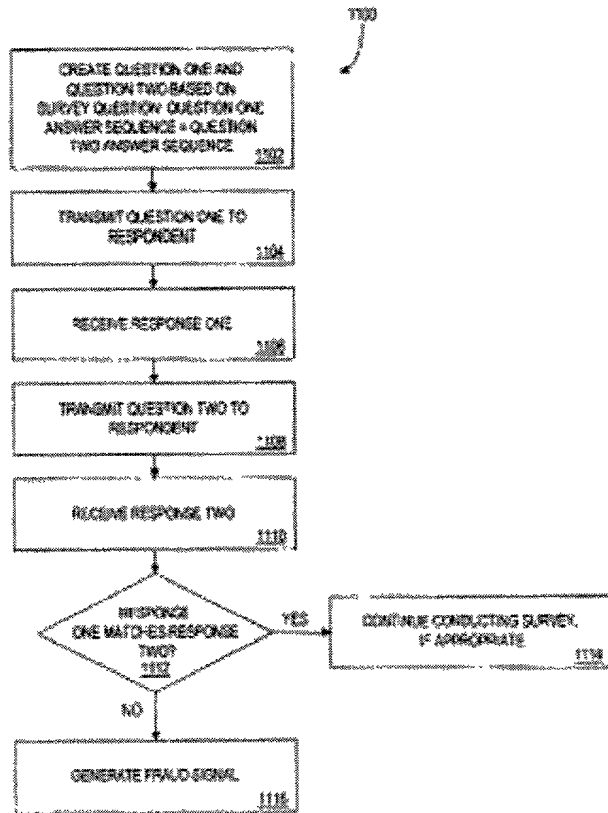 1100
CREATE QUESTION ONE AND
QUESTION TWO BASED ON
SURVEY QUESTION: QUESTION ONE
ANSWER SEQUENCE = QUESTION
TWO ANSWER SEQUENCE
1102
TRANSMIT QUESTION ONE TO
RESPONDENT
1104
RECEIVE RESPONSE ONE
1106
TRANSMIT QUESTION TWO TO
RESPONDENT
1108
RECEIVE RESPONSE TWO
1110
RESPONSE
ONE MATCHES RESPONSE
TWO?
1112
YES
CONTINUE CONDUCTING SURVEY,
IF APPROPRIATE
1114
NO
GENERATE FRAUD SIGNAL
1116